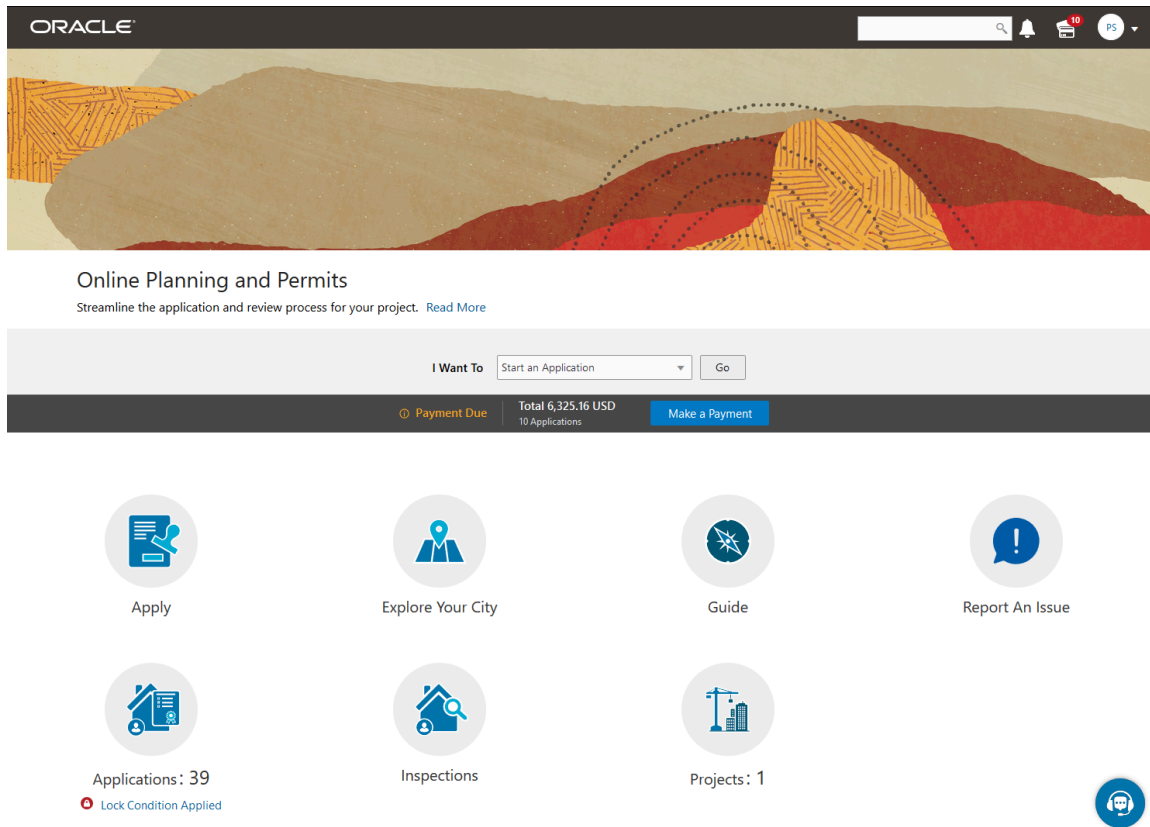 ORACLE
10
PS
Online Planning and Permits
Streamline the application and review process for your project. Read More
I Want To Start an Application Go
Payment Due Total 6,325.16 USD Make a Payment
10 Applications
Apply Explore Your City Guide Report An Issue
Applications: 39 Inspections Projects: 1
Lock Condition Applied